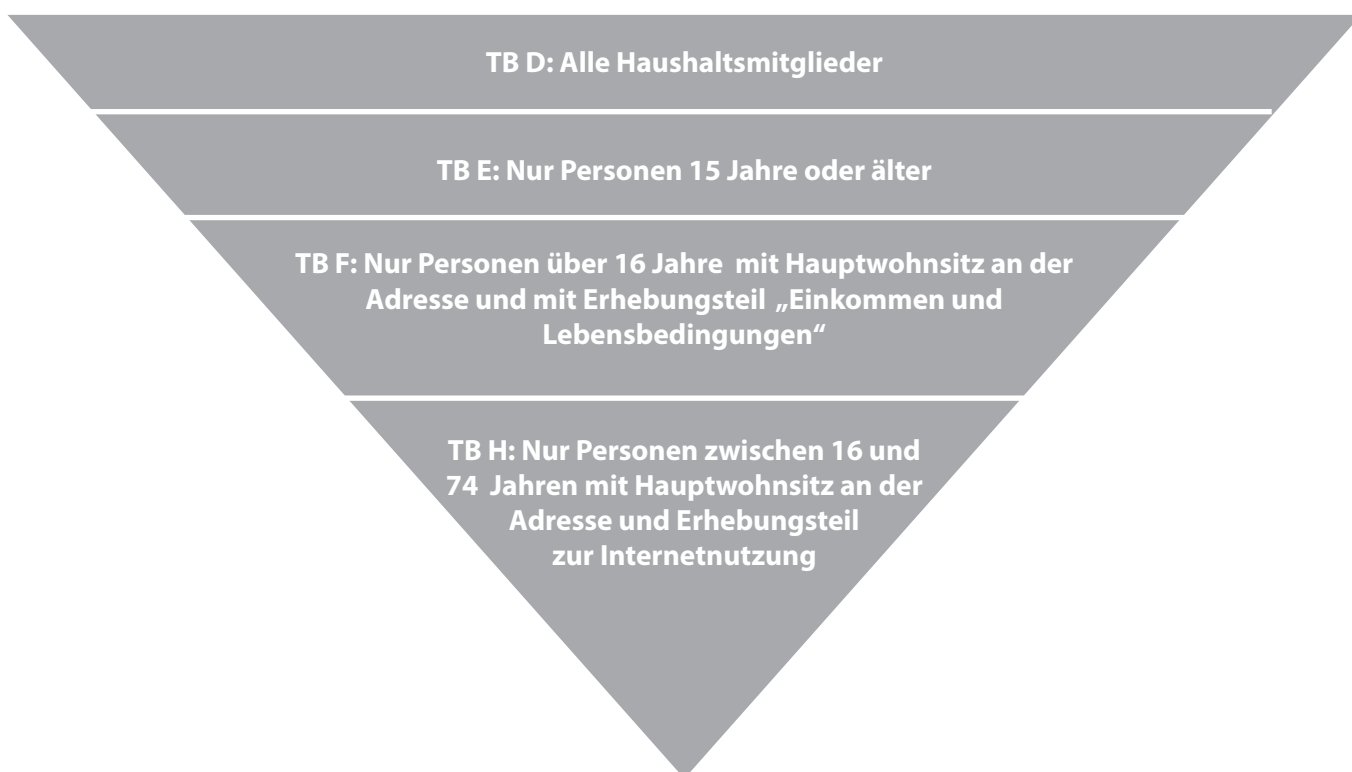 TB D: Alle Haushaltsmitglieder
TB E: Nur Personen 15 Jahre oder älter
TB F: Nur Personen über 16 Jahre mit Hauptwohnsitz an der
Adresse und mit Erhebungsteil „Einkommen und
Lebensbedingungen“
TB H: Nur Personen zwischen 16 und
74 Jahren mit Hauptwohnsitz an der
Adresse und Erhebungsteil
zur Internetnutzung